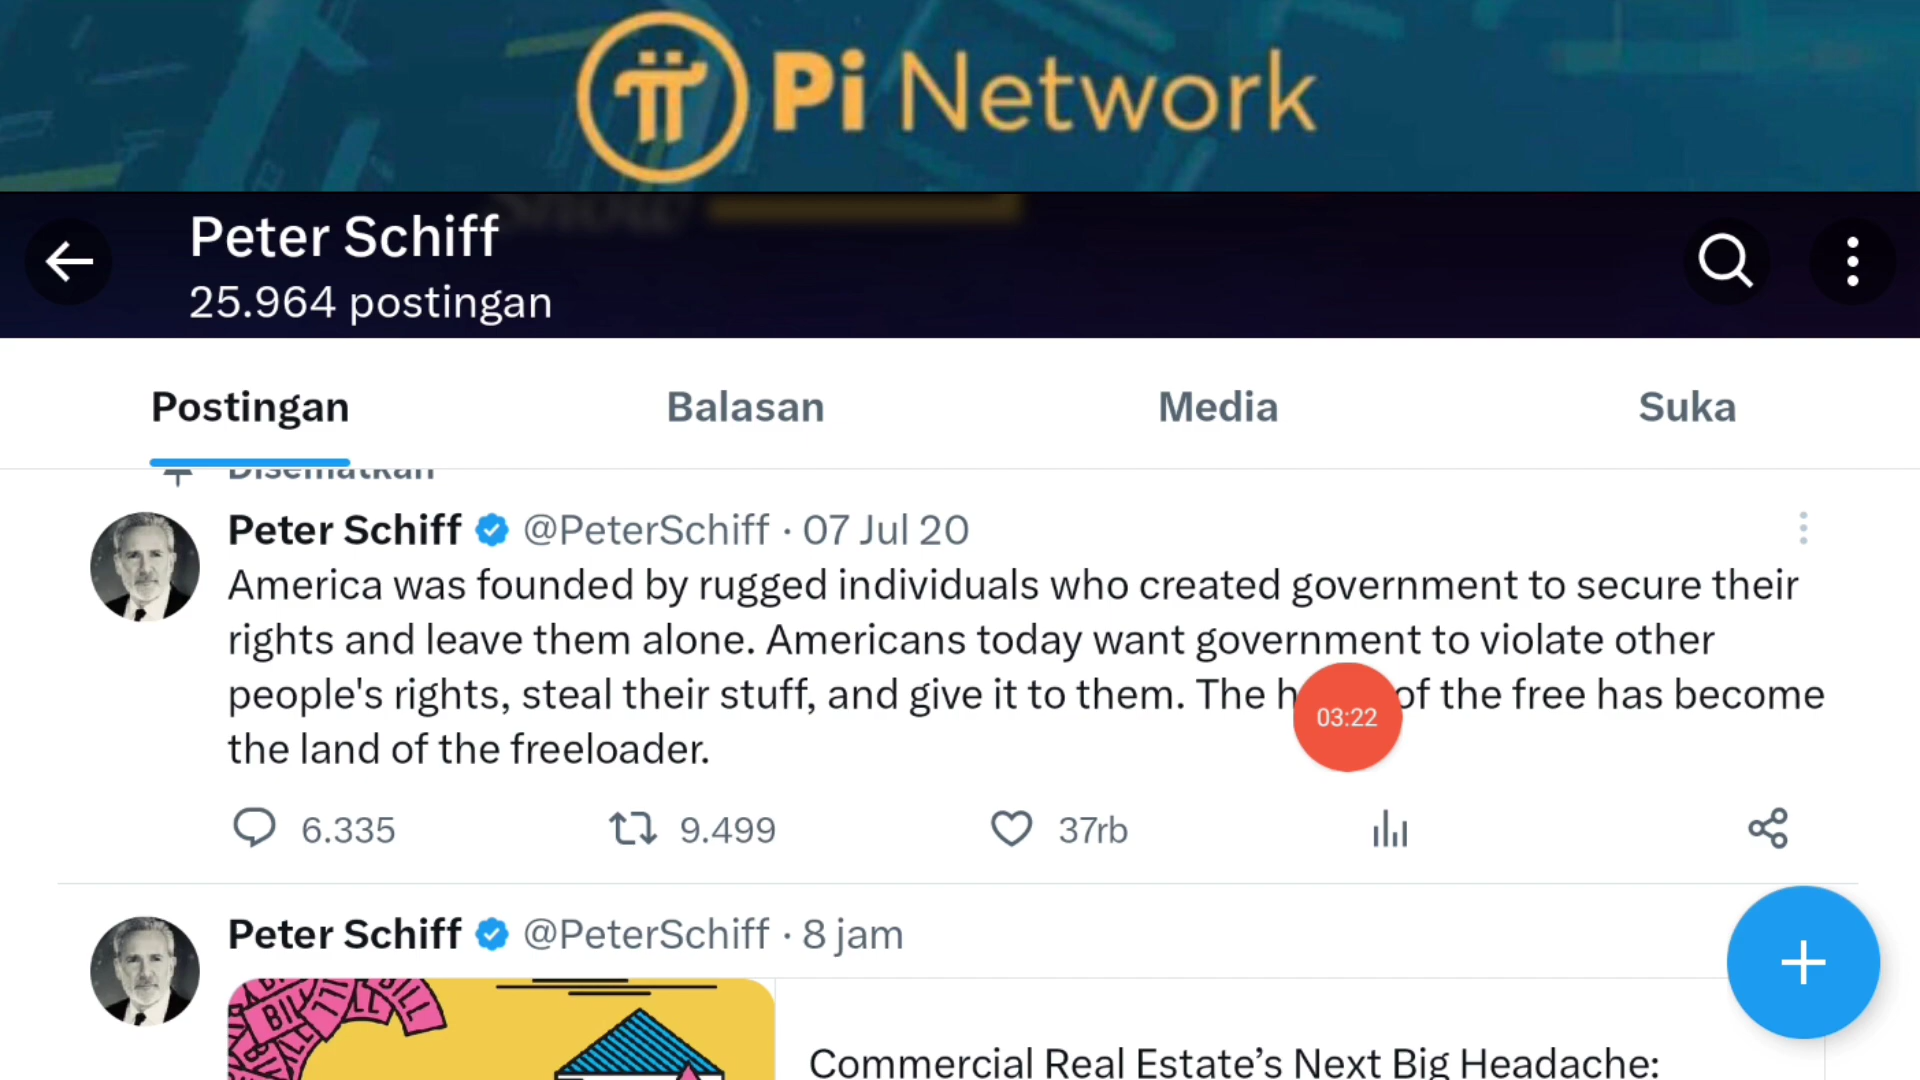 Pi Network
Peter Schiff
25.964 postingan
Postingan Balasan Media Suka
Disematkan
Peter Schiff @PeterSchiff · 07 Jul 20
America was founded by rugged individuals who created government to secure their
rights and leave them alone. Americans today want government to violate other
people's rights, steal their stuff, and give it to them. The h of the free has become
03:22
the land of the freeloader.
6.335 9.499 37rb
Peter Schiff @PeterSchiff · 8 jam
BILL
Commercial Real Estate’s Next Big Headache: